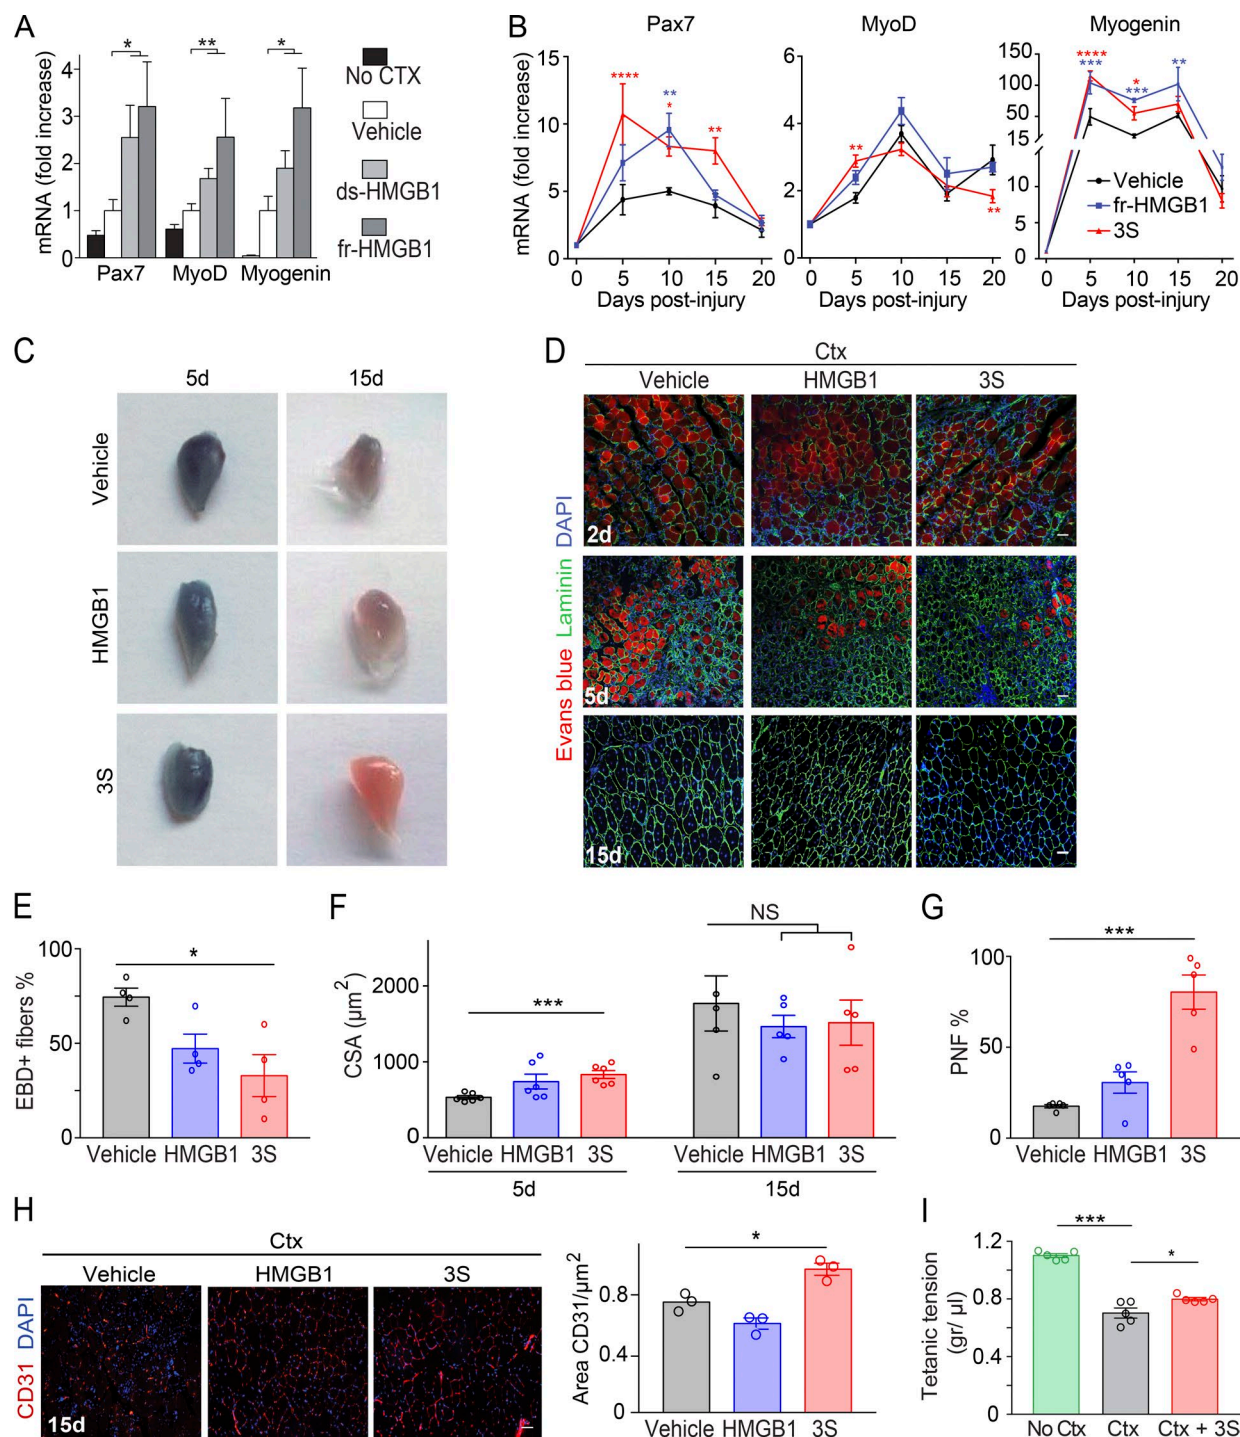 A
mRNA (fold increase)
4
3
2
1
0
*
**
*
Pax7
MyoD
Myogenin
No CTX
Vehicle
ds-HMGB1
fr-HMGB1
B
mRNA (fold increase)
Pax7
15
10
5
0
****
**
*
**
0 5 10 15 20
Days post-injury
MyoD
6
4
2
0
**
**
0 5 10 15 20
Days post-injury
Myogenin
150
100
50
15
10
5
0
****
***
*
***
**
Vehicle
fr-HMGB1
3S
0 5 10 15 20
Days post-injury
C
5d 15d
Vehicle
HMGB1
3S
D
Ctx
Vehicle HMGB1 3S
Evans blue Laminin DAPI
2d
5d
15d
E
EBD+ fibers %
100
50
0
*
Vehicle HMGB1 3S
F
CSA (µm²)
2000
1000
0
***
NS
Vehicle HMGB1 3S
5d
Vehicle HMGB1 3S
15d
G
PNF %
100
50
0
***
Vehicle HMGB1 3S
H
Ctx
Vehicle HMGB1 3S
CD31 DAPI
15d
Area CD31/µm²
0.8
0.4
0
*
Vehicle HMGB1 3S
I
Tetanic tension
(gr/ µl)
1.2
0.8
0.4
0
***
*
No Ctx Ctx Ctx + 3S